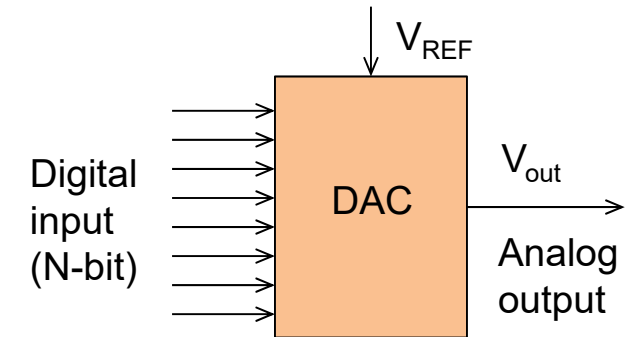 V_REF
Digital
input
(N-bit)
DAC
V_out
Analog
output